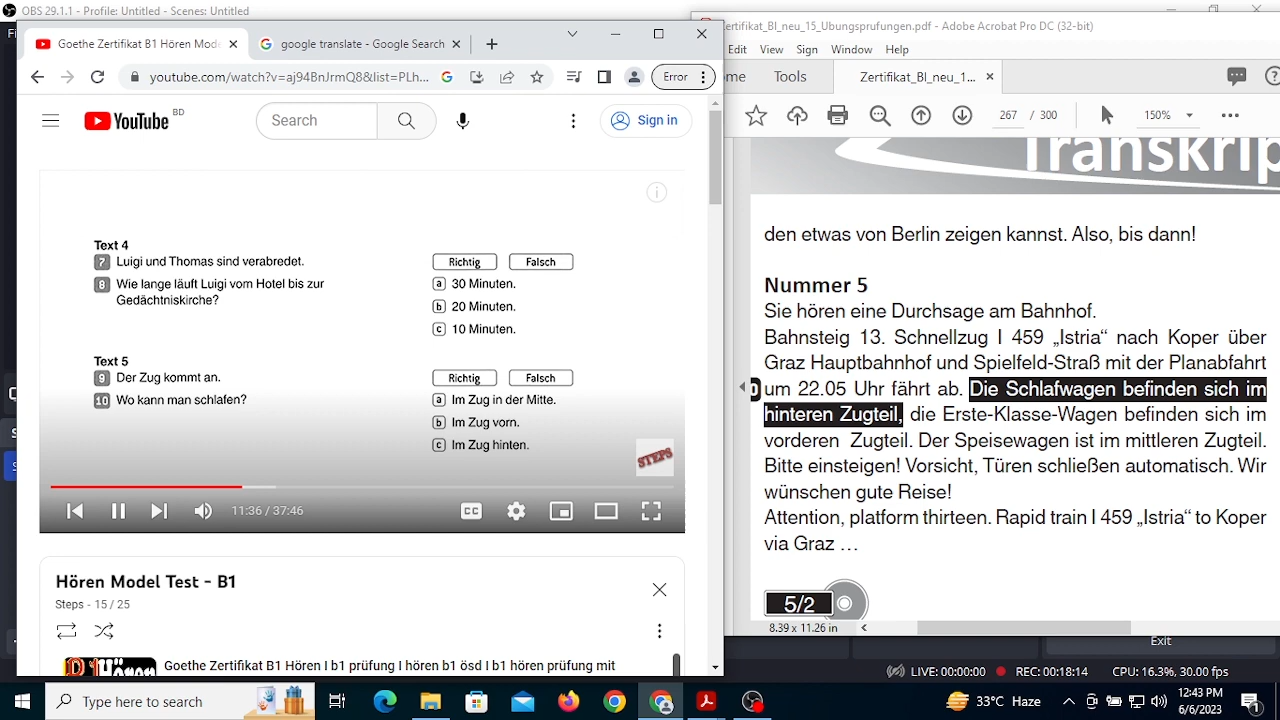 OBS 29.1.1 - Profile: Untitled - Scenes: Untitled
Goethe Zertifikat B1 Hören Mode
google translate - Google Search
youtube.com/watch?v=aj94BnJrmQ8&list=PLh...
Error
YouTube BD
Search
Sign in
Text 4
7 Luigi und Thomas sind verabredet.
Richtig Falsch
8 Wie lange läuft Luigi vom Hotel bis zur
Gedächtniskirche?
a 30 Minuten.
b 20 Minuten.
c 10 Minuten.
Text 5
9 Der Zug kommt an.
Richtig Falsch
10 Wo kann man schlafen?
a Im Zug in der Mitte.
b Im Zug vorn.
c Im Zug hinten.
STEPS
11:36 / 37:46
CC
Hören Model Test - B1
Steps - 15 / 25
B1 Hören
Goethe Zertifikat B1 Hören I b1 prüfung I hören b1 ösd I b1 hören prüfung mit
ertifikat_BI_neu_15_Ubungsprufungen.pdf - Adobe Acrobat Pro DC (32-bit)
Edit View Sign Window Help
me Tools Zertifikat_BI_neu_1...
267 / 300
150%
Transkrip
den etwas von Berlin zeigen kannst. Also, bis dann!
Nummer 5
Sie hören eine Durchsage am Bahnhof.
Bahnsteig 13. Schnellzug I 459 „Istria“ nach Koper über
Graz Hauptbahnhof und Spielfeld-Straß mit der Planabfahrt
um 22.05 Uhr fährt ab. Die Schlafwagen befinden sich im
hinteren Zugteil, die Erste-Klasse-Wagen befinden sich im
vorderen Zugteil. Der Speisewagen ist im mittleren Zugteil.
Bitte einsteigen! Vorsicht, Türen schließen automatisch. Wir
wünschen gute Reise!
Attention, platform thirteen. Rapid train I 459 „Istria“ to Koper
via Graz …
5/2
8.39 x 11.26 in
Exit
LIVE: 00:00:00 REC: 00:18:14 CPU: 16.3%, 30.00 fps
Type here to search
33°C Haze
12:43 PM
6/6/2023
1